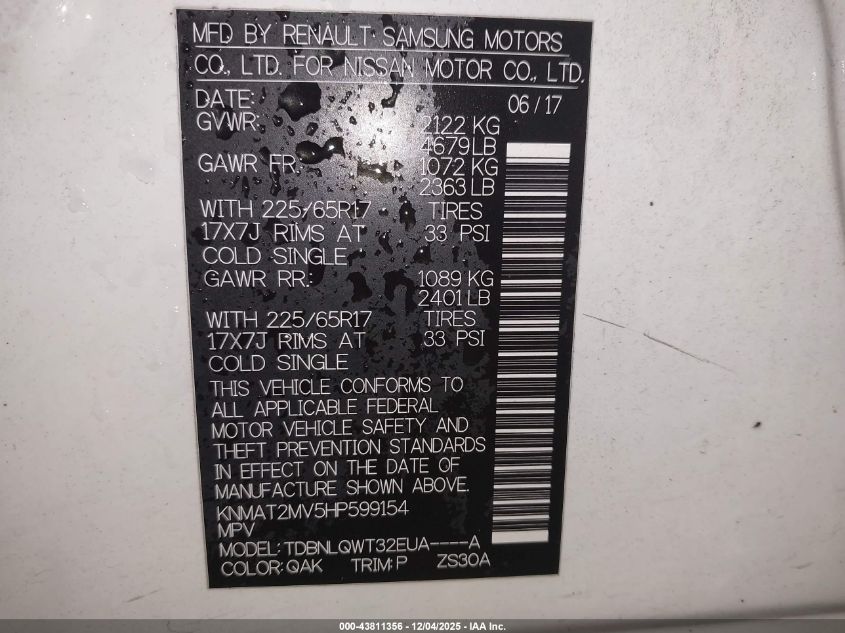 MFD BY RENAULT SAMSUNG MOTORS
CO., LTD. FOR NISSAN MOTOR CO., LTD.
DATE: 06/17
GVWR: 2122 KG
4679LB
GAWR FR. 1072 KG
2363 LB
WITH 225/65R17 TIRES
17X7J RIMS AT 33 PSI
COLD SINGLE
GAWR RR. 1089 KG
2401 LB
WITH 225/65R17 TIRES
17X7J RIMS AT 33 PSI
COLD SINGLE
THIS VEHICLE CONFORMS TO
ALL APPLICABLE FEDERAL
MOTOR VEHICLE SAFETY AND
THEFT PREVENTION STANDARDS
IN EFFECT ON THE DATE OF
MANUFACTURE SHOWN ABOVE.
KNMAT2MV5HP599154
MPV
MODEL: TDBNLQWT32EUA----A
COLOR: QAK TRIM: P ZS30A
000-43811356 - 12/04/2025 - IAA Inc.